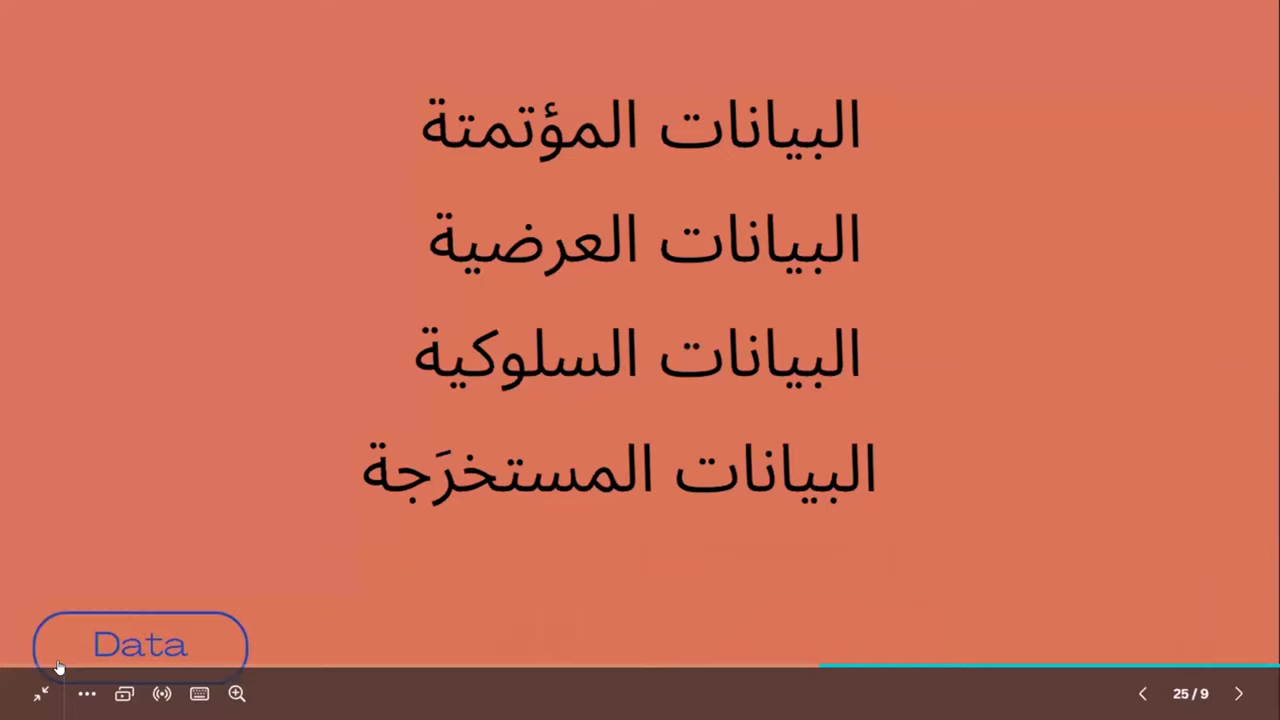 البيانات المؤتمتة
البيانات العرضية
البيانات السلوكية
البيانات المستخرَجة
Data
25 / 9